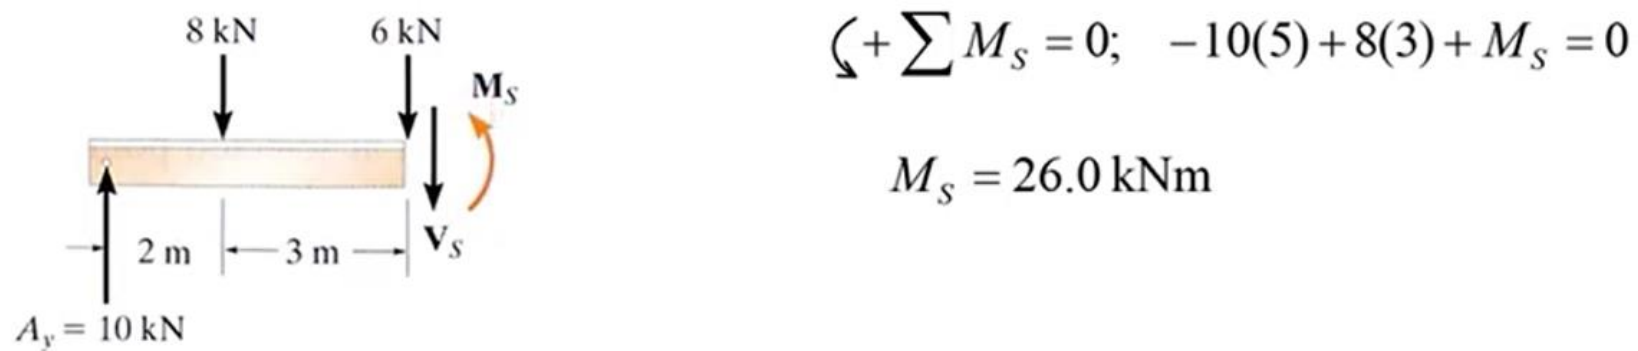 8 kN 6 kN
M_S
2 m 3 m V_S
A_y = 10 kN
(+ ∑ M_S = 0; −10(5) + 8(3) + M_S = 0
M_S = 26.0 kNm